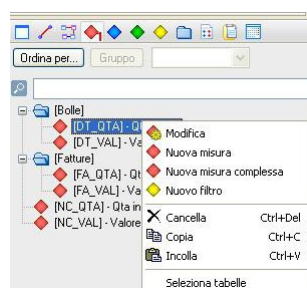 Ordina per... Gruppo
[Bolle]
[DT_QTA] - Q
[DT_VAL] - Va
[Fatture]
[FA_QTA] - Qt
[FA_VAL] - Va
[NC_QTA] - Qta in
[NC_VAL] - Valore
Modifica
Nuova misura
Nuova misura complessa
Nuovo filtro
Cancella Ctrl+Del
Copia Ctrl+C
Incolla Ctrl+V
Seleziona tabelle